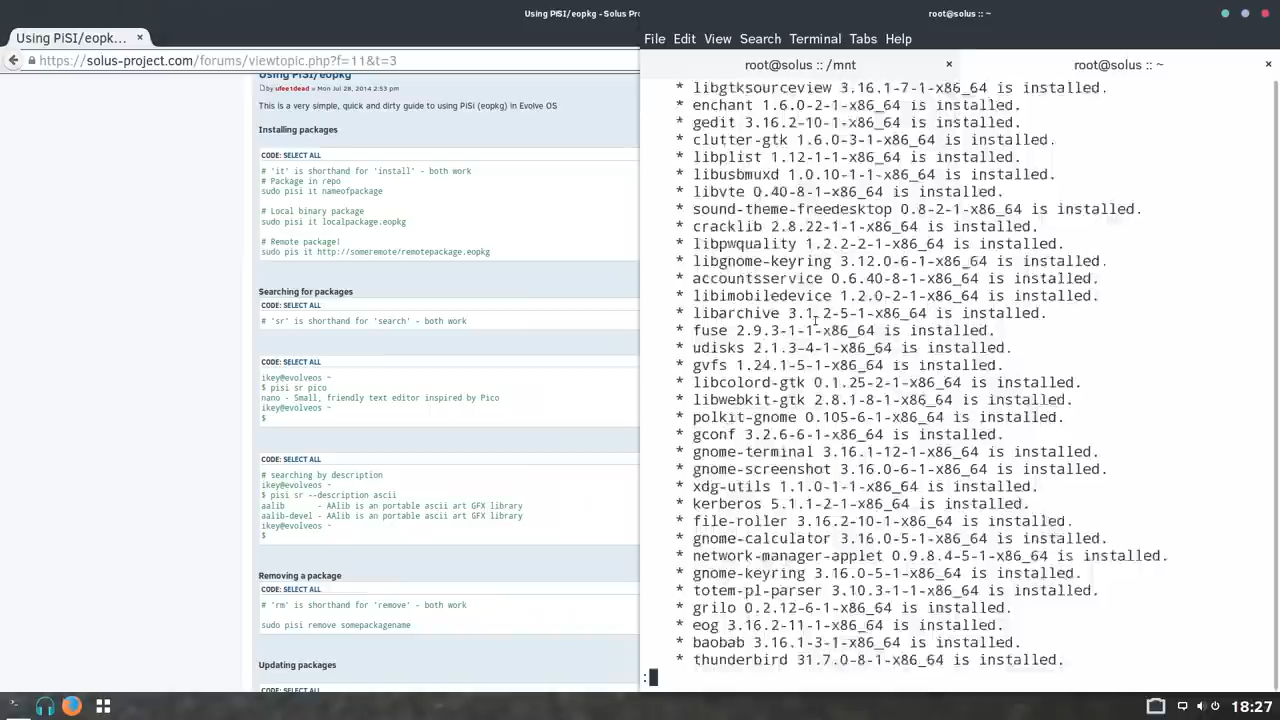 Using PiSI/eopkg - Solus Pro
root@solus :: ~
Using PiSI/eopk... ×
https://solus-project.com/forums/viewtopic.php?f=11&t=3
Using PiSI/eopkg
by ufee1dead » Mon Jul 28, 2014 2:53 pm
This is a very simple, quick and dirty guide to using PiSi (eopkg) in Evolve OS
Installing packages
CODE: SELECT ALL
# 'it' is shorthand for 'install' - both work
# Package in repo
sudo pisi it nameofpackage
# Local binary package
sudo pisi it localpackage.eopkg
# Remote package!
sudo pis it http://someremote/remotepackage.eopkg
Searching for packages
CODE: SELECT ALL
# 'sr' is shorthand for 'search' - both work
CODE: SELECT ALL
ikey@evolveos ~
$ pisi sr pico
nano - Small, friendly text editor inspired by Pico
ikey@evolveos ~
$
CODE: SELECT ALL
# searching by description
ikey@evolveos ~
$ pisi sr --description ascii
aalib - AAlib is an portable ascii art GFX library
aalib-devel - AAlib is an portable ascii art GFX library
ikey@evolveos ~
$
Removing a package
CODE: SELECT ALL
# 'rm' is shorthand for 'remove' - both work
sudo pisi remove somepackagename
Updating packages
CODE: SELECT ALL
File Edit View Search Terminal Tabs Help
root@solus :: /mnt × root@solus :: ~ ×
* libgtksourceview 3.16.1-7-1-x86_64 is installed.
* enchant 1.6.0-2-1-x86_64 is installed.
* gedit 3.16.2-10-1-x86_64 is installed.
* clutter-gtk 1.6.0-3-1-x86_64 is installed.
* libplist 1.12-1-1-x86_64 is installed.
* libusbmuxd 1.0.10-1-1-x86_64 is installed.
* libvte 0.40-8-1-x86_64 is installed.
* sound-theme-freedesktop 0.8-2-1-x86_64 is installed.
* cracklib 2.8.22-1-1-x86_64 is installed.
* libpwquality 1.2.2-2-1-x86_64 is installed.
* libgnome-keyring 3.12.0-6-1-x86_64 is installed.
* accountsservice 0.6.40-8-1-x86_64 is installed.
* libimobiledevice 1.2.0-2-1-x86_64 is installed.
* libarchive 3.1.2-5-1-x86_64 is installed.
* fuse 2.9.3-1-1-x86_64 is installed.
* udisks 2.1.3-4-1-x86_64 is installed.
* gvfs 1.24.1-5-1-x86_64 is installed.
* libcolord-gtk 0.1.25-2-1-x86_64 is installed.
* libwebkit-gtk 2.8.1-8-1-x86_64 is installed.
* polkit-gnome 0.105-6-1-x86_64 is installed.
* gconf 3.2.6-6-1-x86_64 is installed.
* gnome-terminal 3.16.1-12-1-x86_64 is installed.
* gnome-screenshot 3.16.0-6-1-x86_64 is installed.
* xdg-utils 1.1.0-1-1-x86_64 is installed.
* kerberos 5.1.1-2-1-x86_64 is installed.
* file-roller 3.16.2-10-1-x86_64 is installed.
* gnome-calculator 3.16.0-5-1-x86_64 is installed.
* network-manager-applet 0.9.8.4-5-1-x86_64 is installed.
* gnome-keyring 3.16.0-5-1-x86_64 is installed.
* totem-pl-parser 3.10.3-1-1-x86_64 is installed.
* grilo 0.2.12-6-1-x86_64 is installed.
* eog 3.16.2-11-1-x86_64 is installed.
* baobab 3.16.1-3-1-x86_64 is installed.
* thunderbird 31.7.0-8-1-x86_64 is installed.
:
18:27